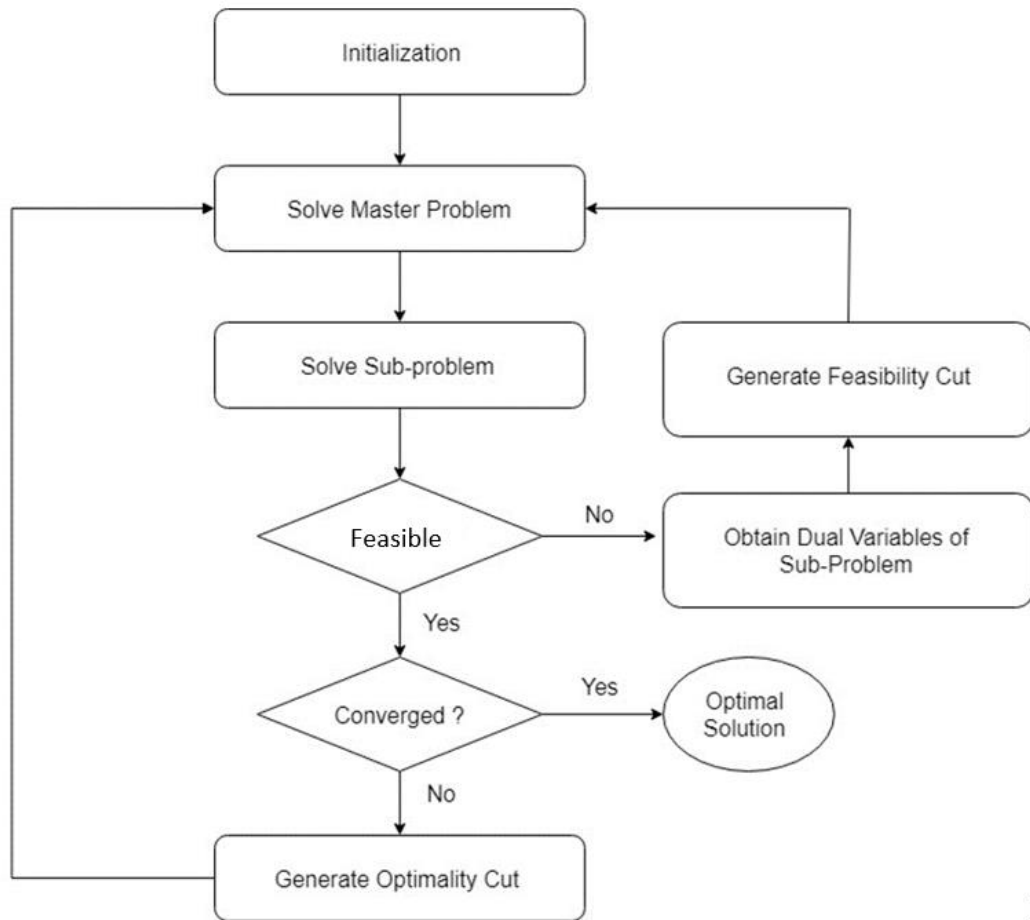 Initialization
Solve Master Problem
Solve Sub-problem
Generate Feasibility Cut
Feasible
No
Obtain Dual Variables of
Sub-Problem
Yes
Converged ?
Yes
Optimal
Solution
No
Generate Optimality Cut